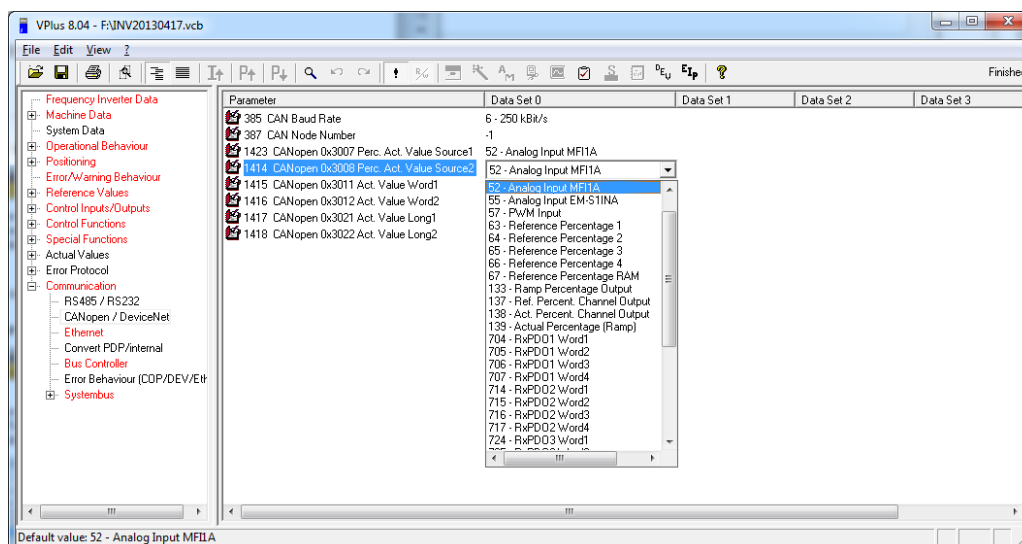 VPlus 8.04 - F:\INV20130417.vcb
File Edit View ?
Finished
Frequency Inverter Data
Machine Data
System Data
Operational Behaviour
Positioning
Error/Warning Behaviour
Reference Values
Control Inputs/Outputs
Control Functions
Special Functions
Actual Values
Error Protocol
Communication
RS485 / RS232
CANopen / DeviceNet
Ethernet
Convert PDP/internal
Bus Controller
Error Behaviour (COP/DEV/Eth
Systembus
Parameter Data Set 0 Data Set 1 Data Set 2 Data Set 3
385 CAN Baud Rate 6 - 250 kBit/s
387 CAN Node Number -1
1423 CANopen 0x3007 Perc. Act. Value Source1 52 - Analog Input MFI1A
1414 CANopen 0x3008 Perc. Act. Value Source2 52 - Analog Input MFI1A
1415 CANopen 0x3011 Act. Value Word1
1416 CANopen 0x3012 Act. Value Word2
1417 CANopen 0x3021 Act. Value Long1
1418 CANopen 0x3022 Act. Value Long2
52 - Analog Input MFI1A
55 - Analog Input EM-S1INA
57 - PWM Input
63 - Reference Percentage 1
64 - Reference Percentage 2
65 - Reference Percentage 3
66 - Reference Percentage 4
67 - Reference Percentage RAM
133 - Ramp Percentage Output
137 - Ref. Percent. Channel Output
138 - Act. Percent. Channel Output
139 - Actual Percentage (Ramp)
704 - RxPDO1 Word1
705 - RxPDO1 Word2
706 - RxPDO1 Word3
707 - RxPDO1 Word4
714 - RxPDO2 Word1
715 - RxPDO2 Word2
716 - RxPDO2 Word3
717 - RxPDO2 Word4
724 - RxPDO3 Word1
Default value: 52 - Analog Input MFI1A